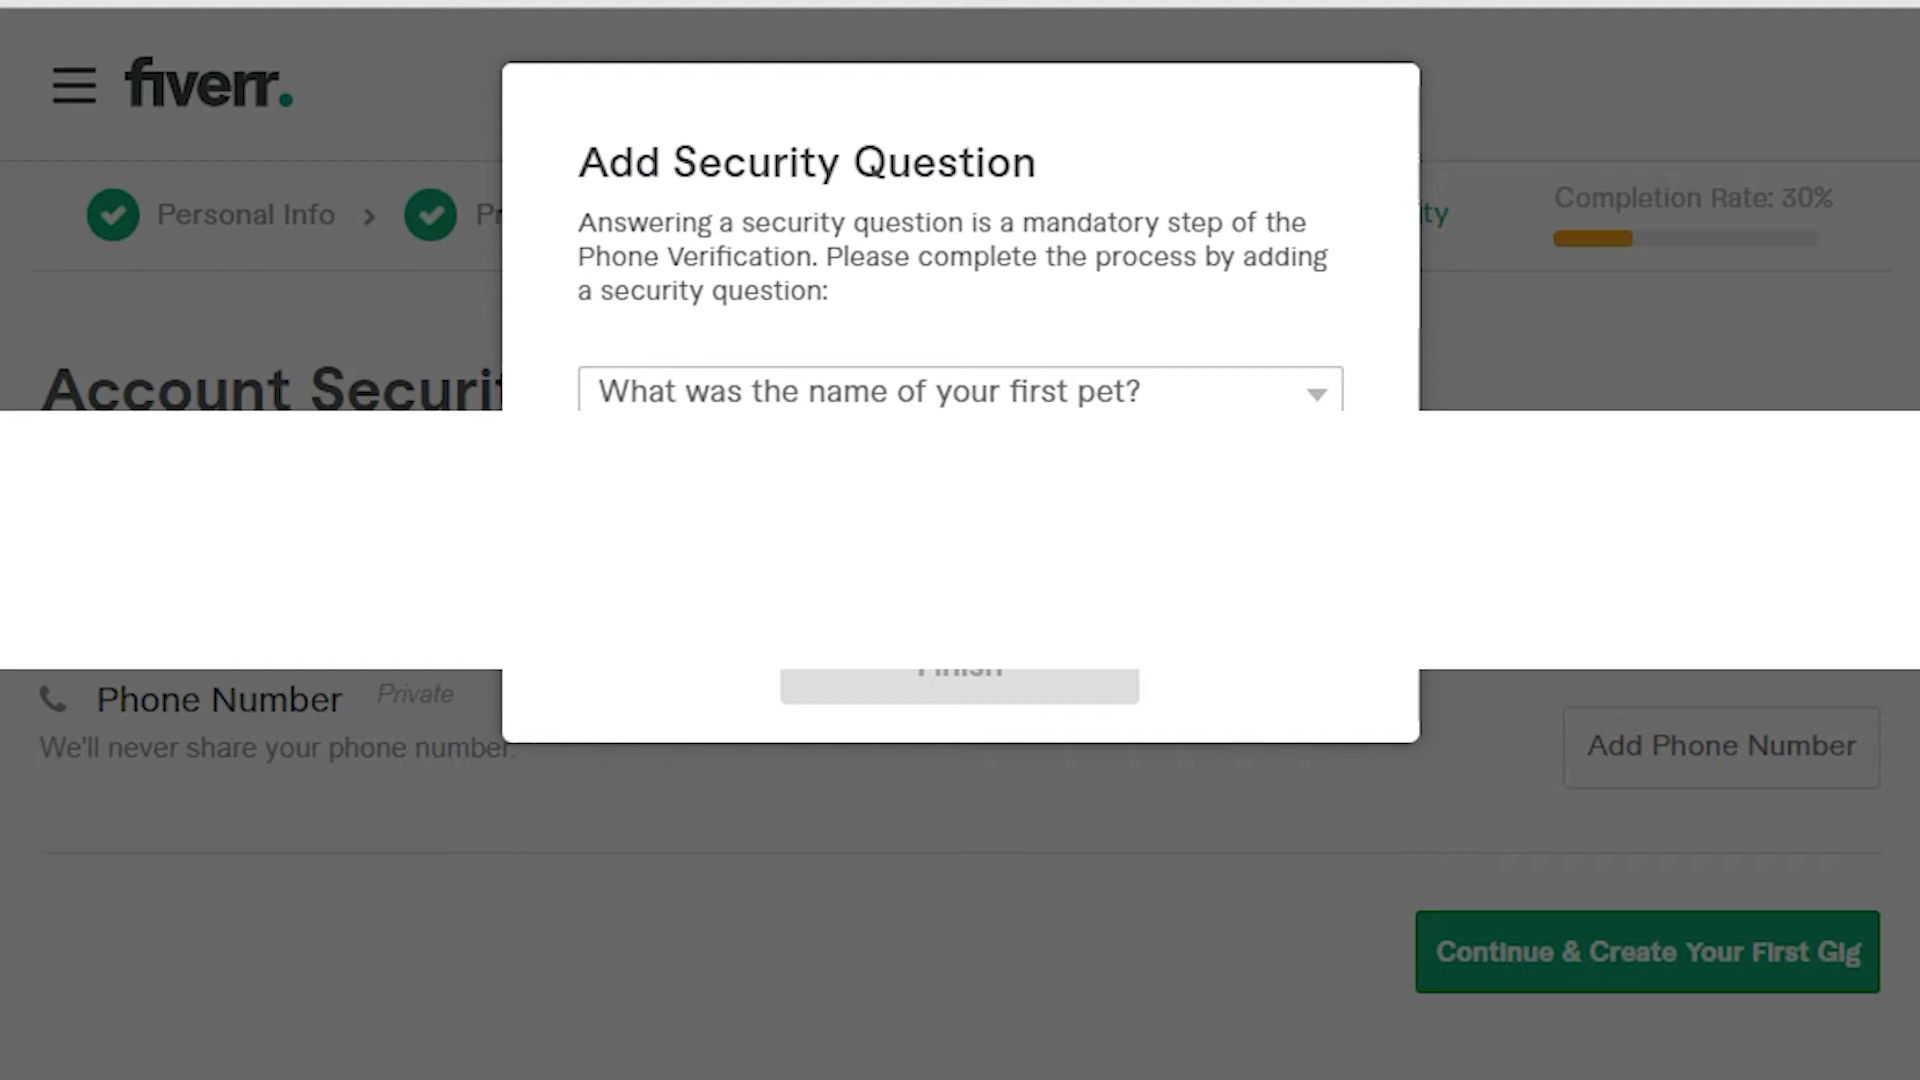 fiverr.
Add Security Question
Answering a security question is a mandatory step of the
Phone Verification. Please complete the process by adding
a security question:
Personal Info
Completion Rate: 30%
Account
What was the name of your first pet?
Finish
Phone Number Private
We'll never share your phone number.
Add Phone Number
Continue & Create Your First Gig